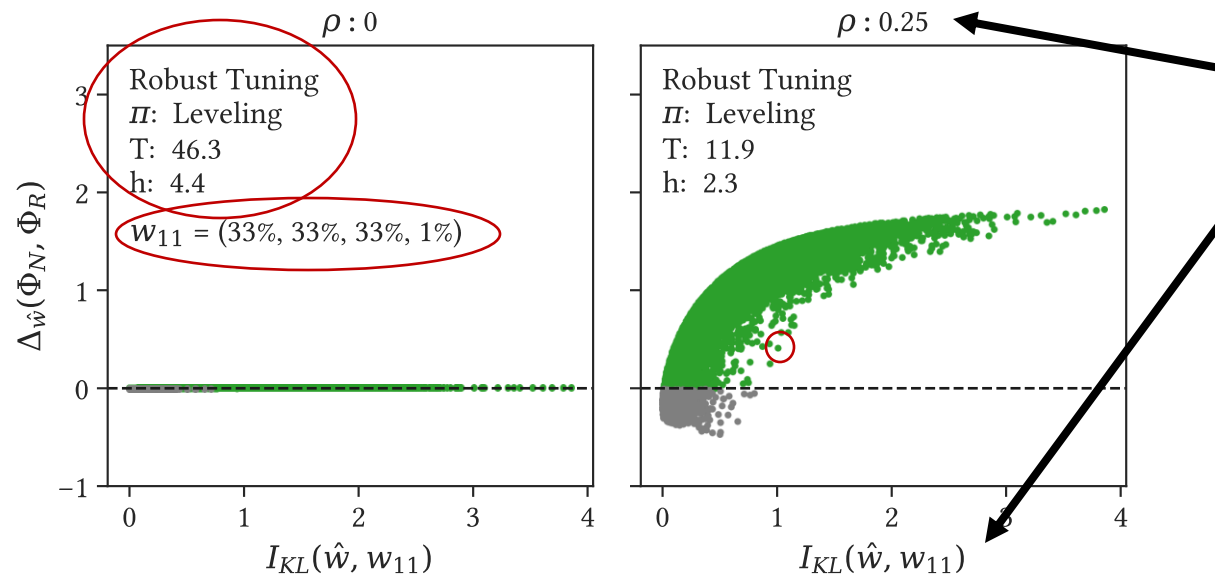 ρ : 0
Robust Tuning
π: Leveling
T: 46.3
h: 4.4
w₁₁ = (33%, 33%, 33%, 1%)
3
2
1
0
−1
Δ_ŵ(Φ_N, Φ_R)
0 1 2 3 4
I_KL(ŵ, w₁₁)
ρ : 0.25
Robust Tuning
π: Leveling
T: 11.9
h: 2.3
0 1 2 3 4
I_KL(ŵ, w₁₁)